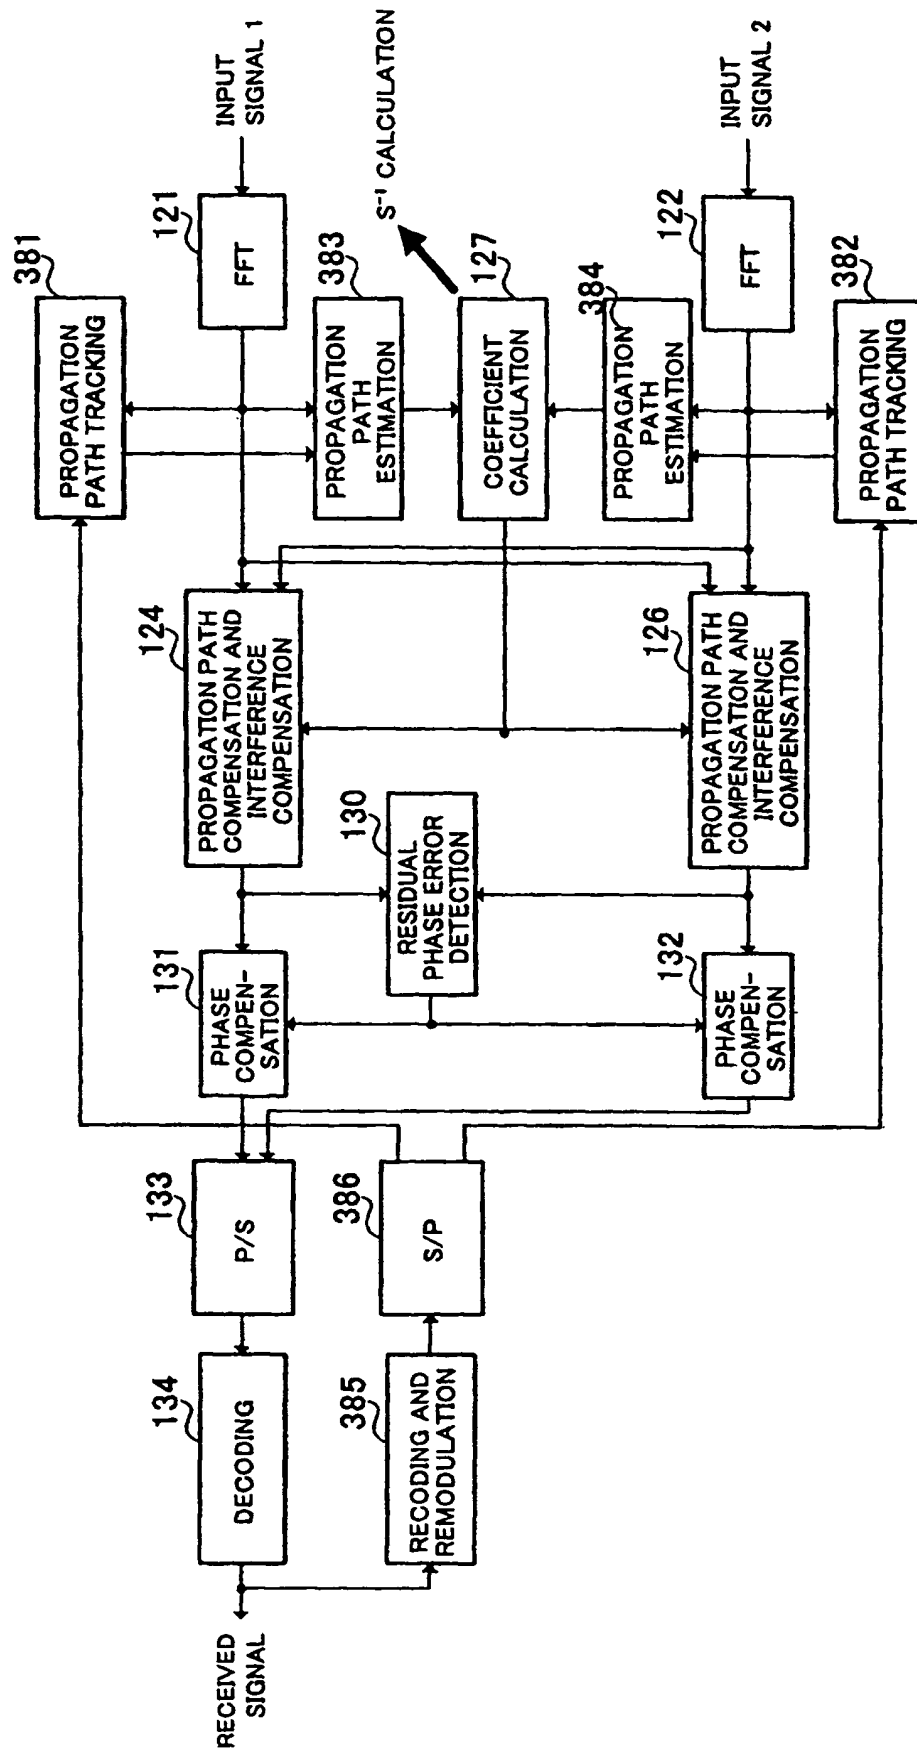 RECEIVED
SIGNAL
134
DECODING
133
P/S
131
PHASE
COMPEN-
SATION
124
PROPAGATION PATH
COMPENSATION AND
INTERFERENCE
COMPENSATION
381
PROPAGATION
PATH TRACKING
121
FFT
INPUT
SIGNAL 1
383
PROPAGATION
PATH
ESTIMATION
385
RECODING AND
REMODULATION
386
S/P
130
RESIDUAL
PHASE ERROR
DETECTION
127
COEFFICIENT
CALCULATION
S⁻¹ CALCULATION
384
PROPAGATION
PATH
ESTIMATION
132
PHASE
COMPEN-
SATION
126
PROPAGATION PATH
COMPENSATION AND
INTERFERENCE
COMPENSATION
122
FFT
INPUT
SIGNAL 2
382
PROPAGATION
PATH TRACKING